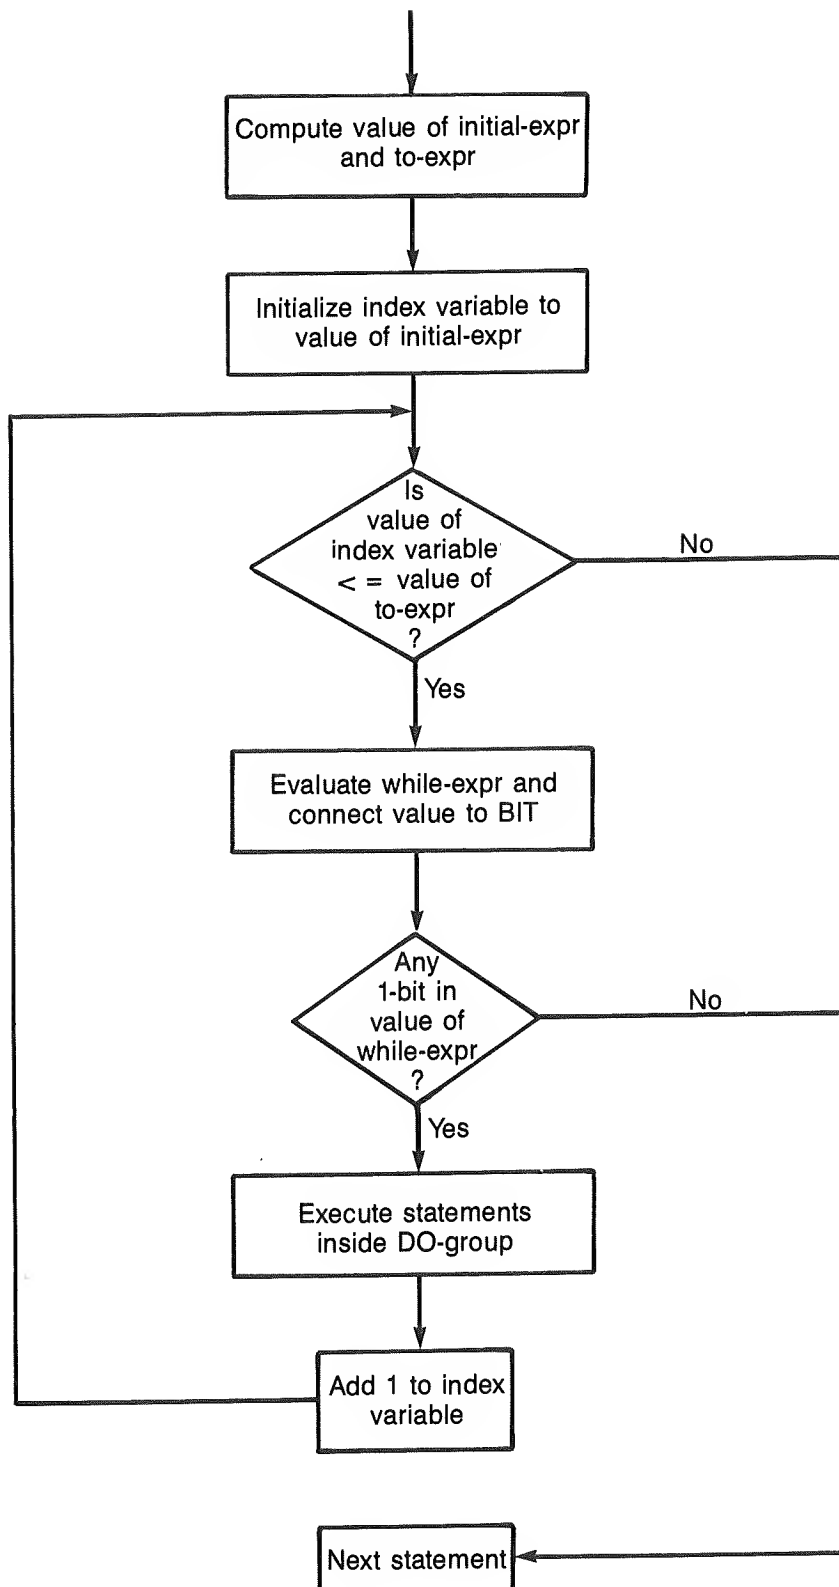 Compute value of initial-expr
and to-expr
Initialize index variable to
value of initial-expr
Is
value of
index variable
< = value of
to-expr
?
No
Yes
Evaluate while-expr and
connect value to BIT
Any
1-bit in
value of
while-expr
?
No
Yes
Execute statements
inside DO-group
Add 1 to index
variable
Next statement